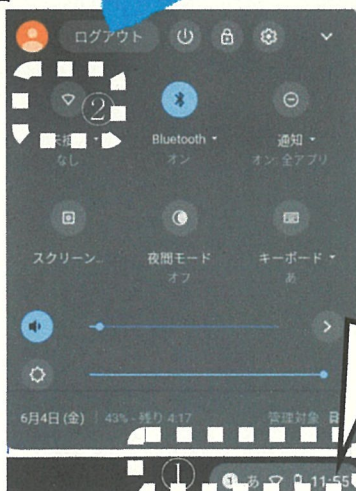 ログアウト
②
Bluetooth
通知
なし
オン
オン: 全アプリ
スクリーン..
夜間モード
キーボード
オフ
あ
6月4日 (金)
43% - 残り 4:17
管理対象
①
あ
11:55